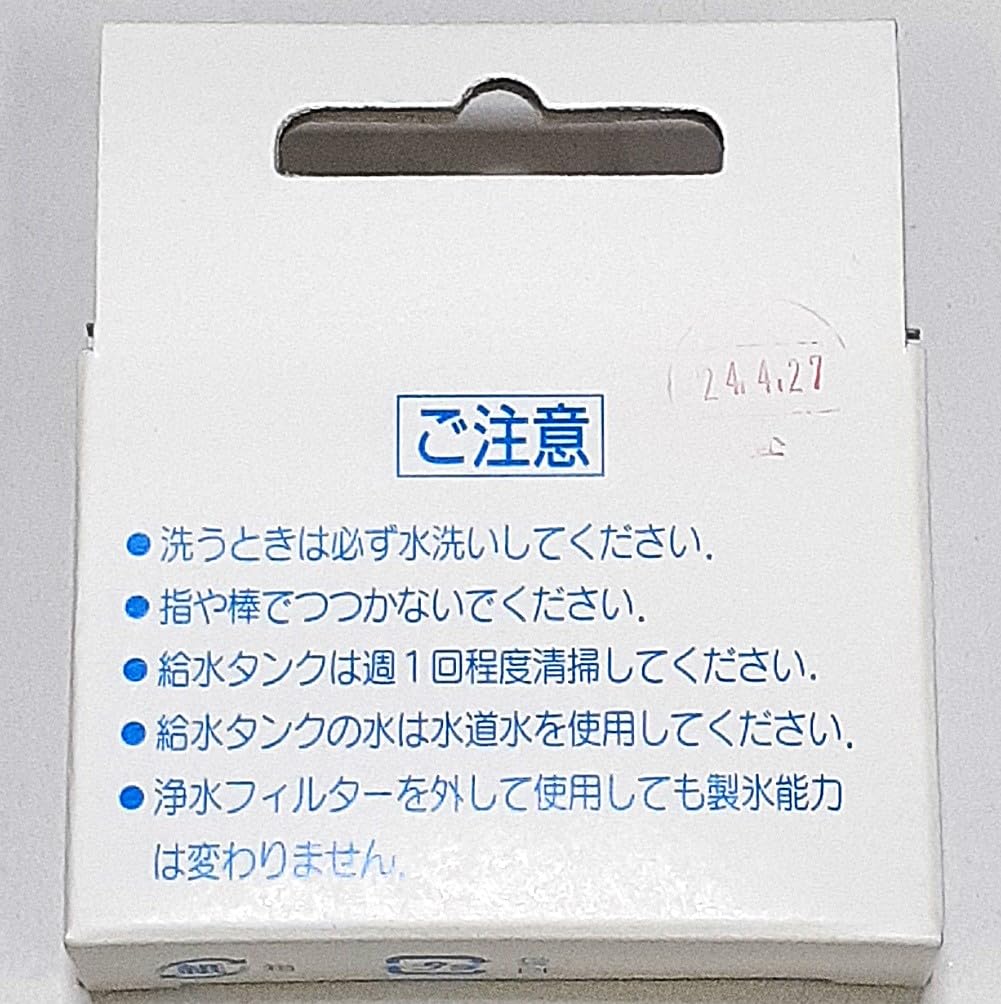 24.4.27
ご注意
●洗うときは必ず水洗いしてください.
●指や棒でつつかないでください.
●給水タンクは週1回程度清掃してください.
●給水タンクの水は水道水を使用してください.
●浄水フィルターを外して使用しても製氷能力
は変わりません.